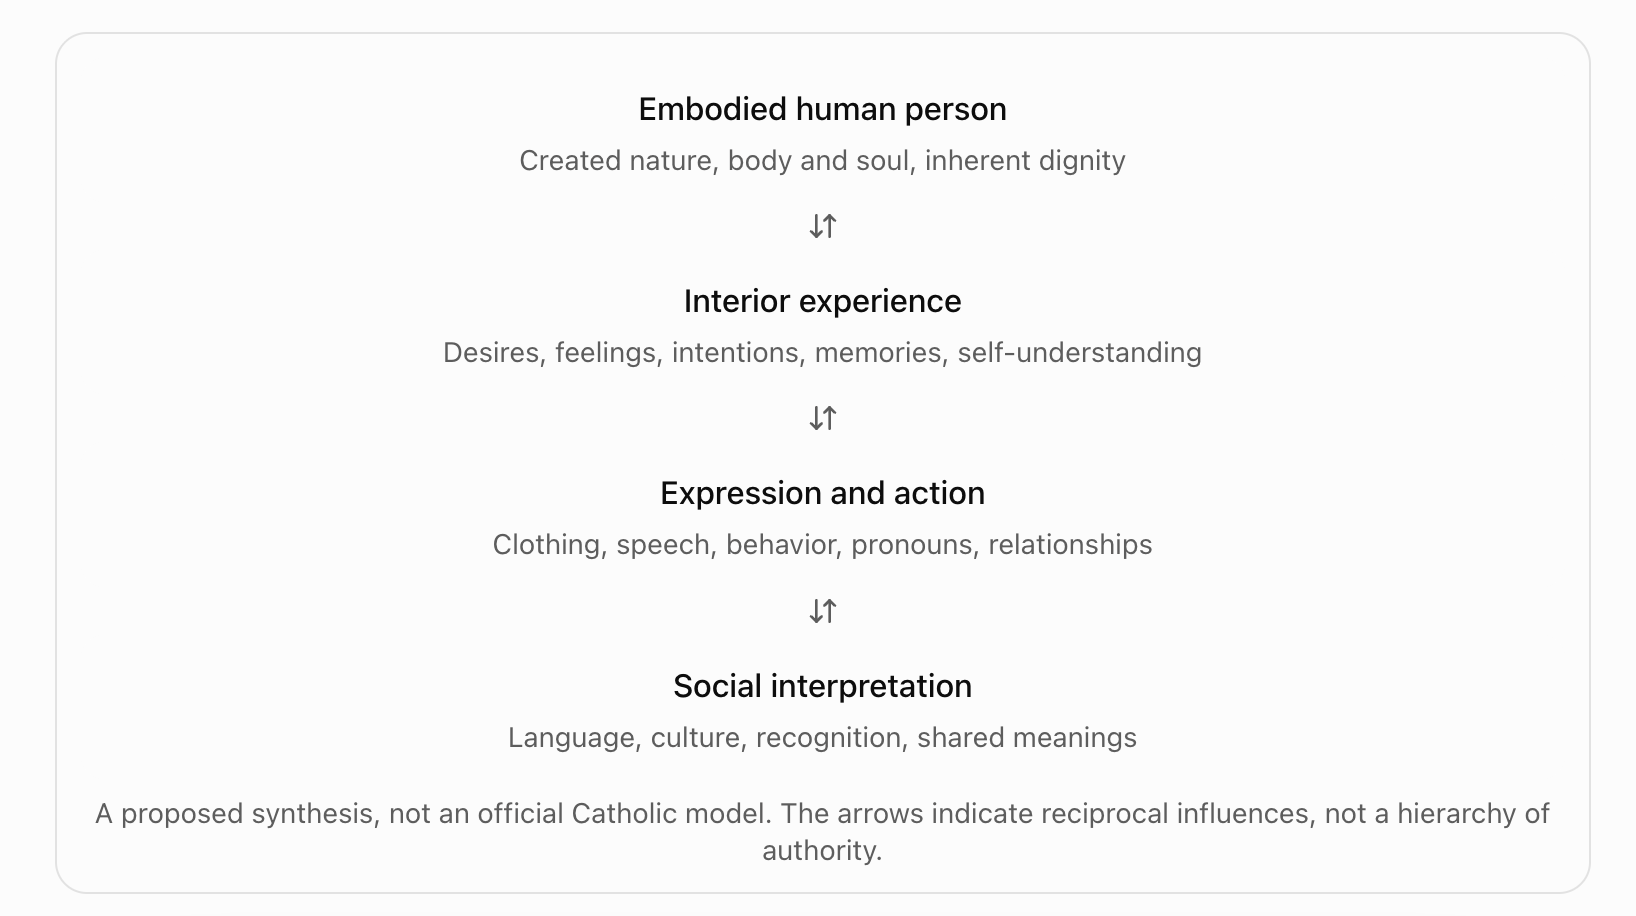 Embodied human person
Created nature, body and soul, inherent dignity
↓↑
Interior experience
Desires, feelings, intentions, memories, self-understanding
↓↑
Expression and action
Clothing, speech, behavior, pronouns, relationships
↓↑
Social interpretation
Language, culture, recognition, shared meanings
A proposed synthesis, not an official Catholic model. The arrows indicate reciprocal influences, not a hierarchy of
authority.